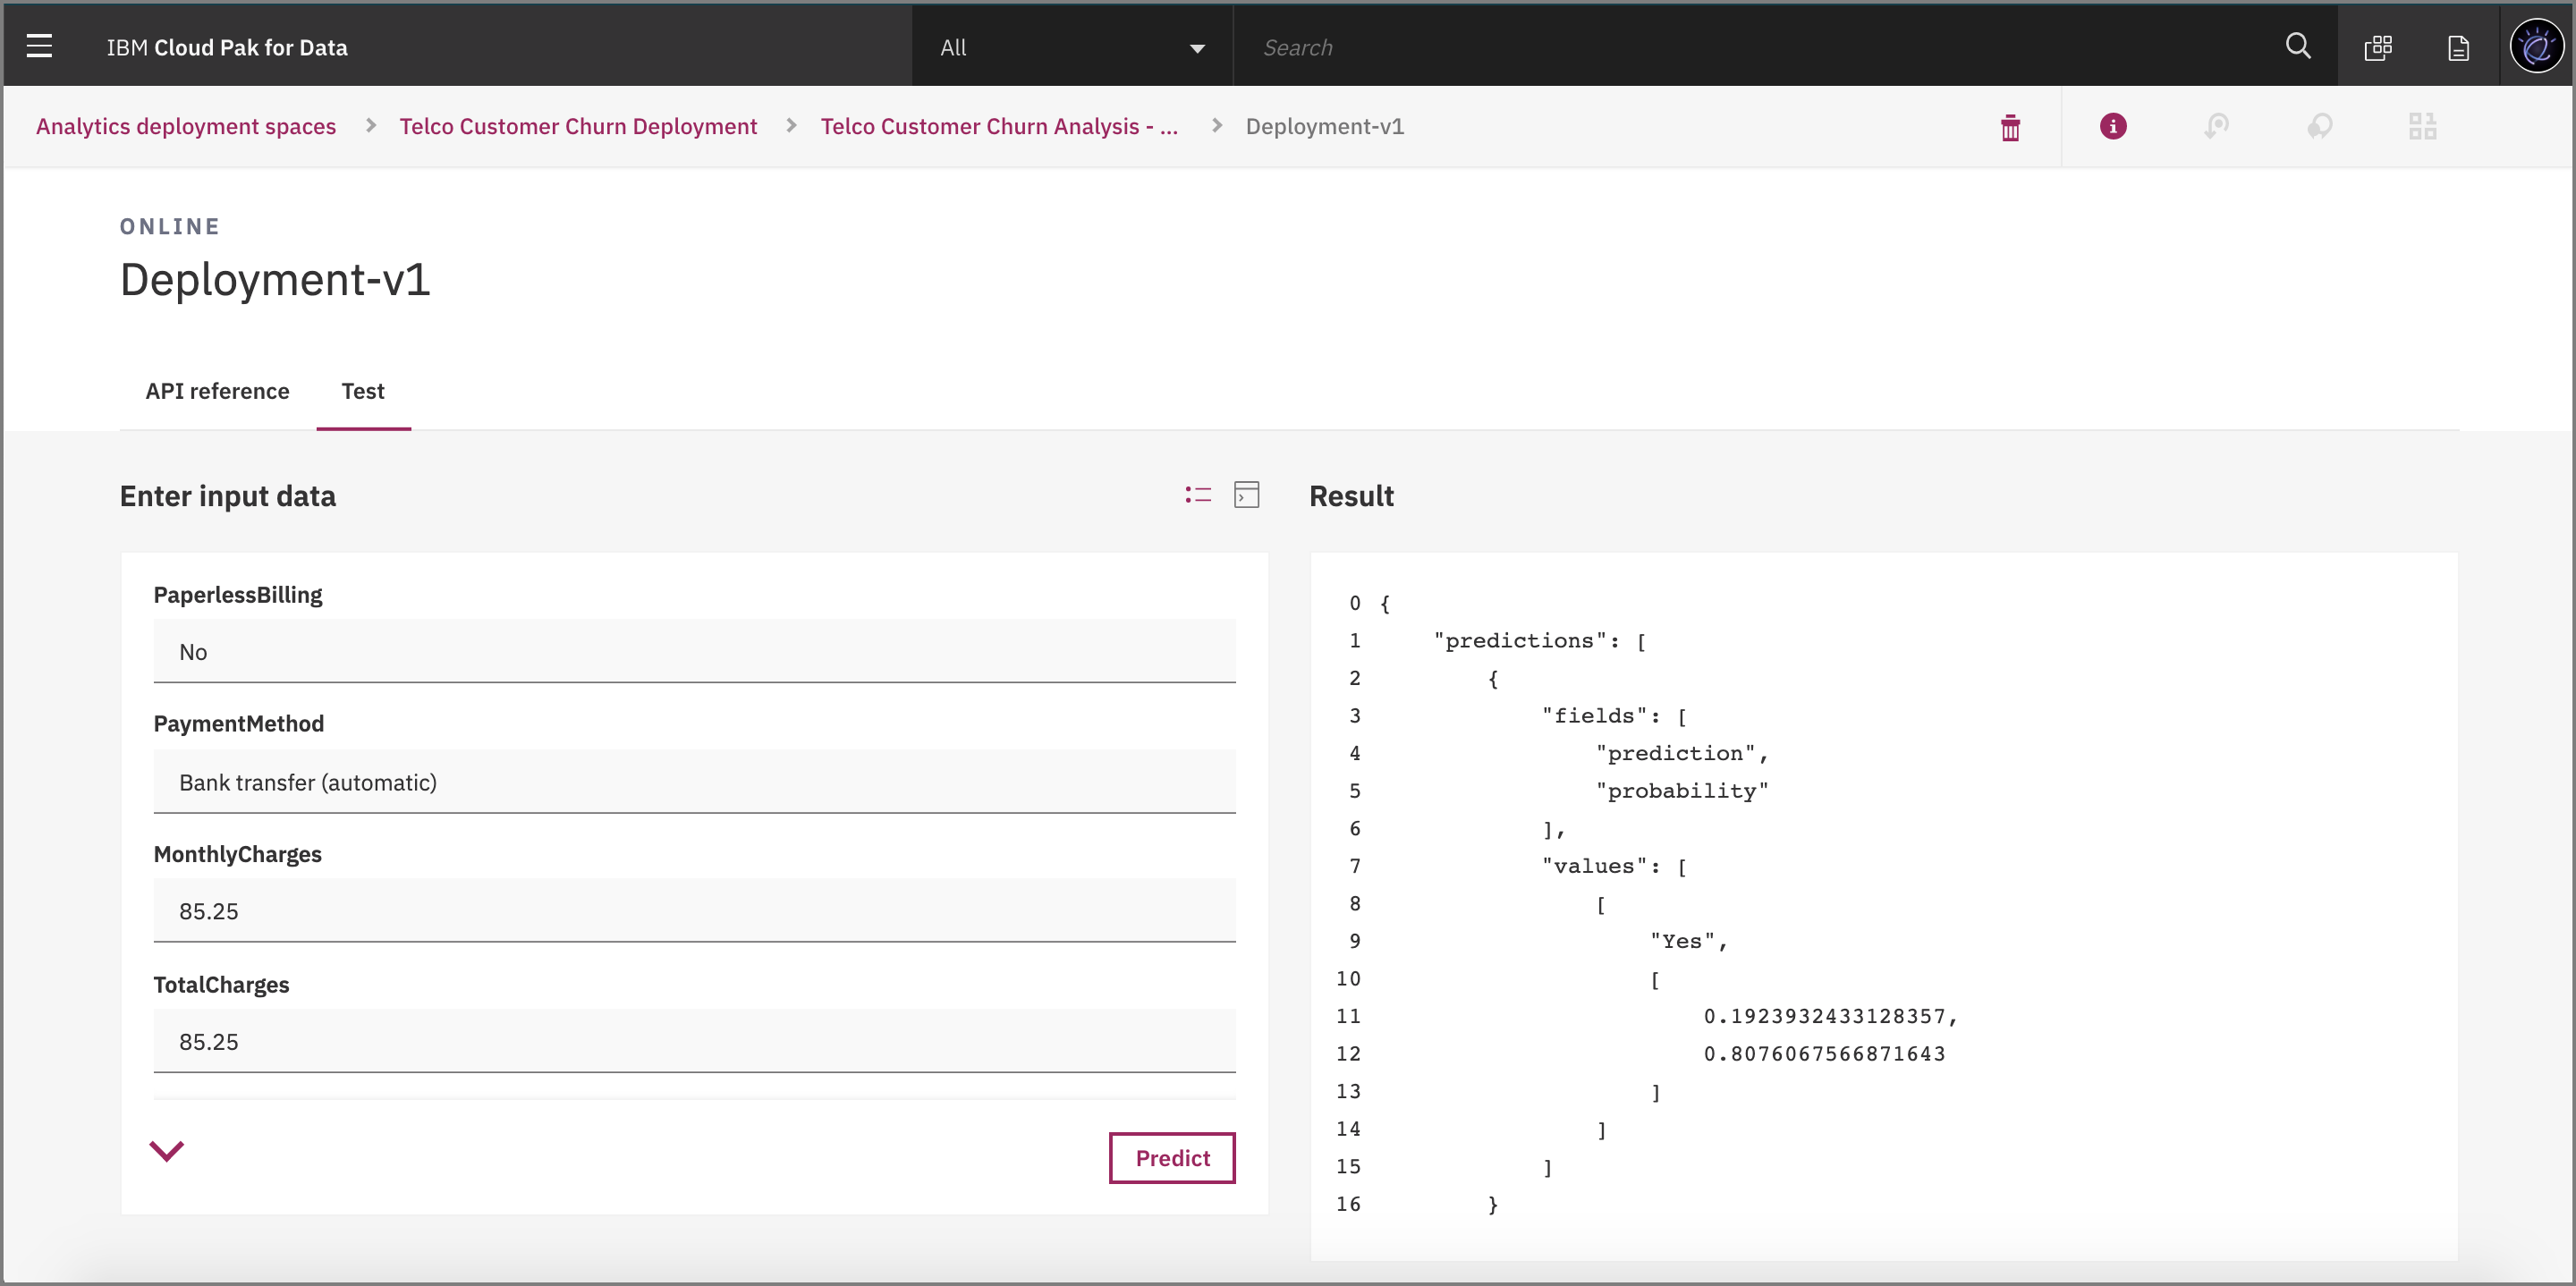 IBM Cloud Pak for Data
All
Search
Analytics deployment spaces > Telco Customer Churn Deployment > Telco Customer Churn Analysis - ... > Deployment-v1
ONLINE
Deployment-v1
API reference
Test
Enter input data
PaperlessBilling
No
PaymentMethod
Bank transfer (automatic)
MonthlyCharges
85.25
TotalCharges
85.25
Predict
Result
0 {
1 "predictions": [
2 {
3 "fields": [
4 "prediction",
5 "probability"
6 ],
7 "values": [
8 [
9 "Yes",
10 [
11 0.1923932433128357,
12 0.8076067566871643
13 ]
14 ]
15 ]
16 }